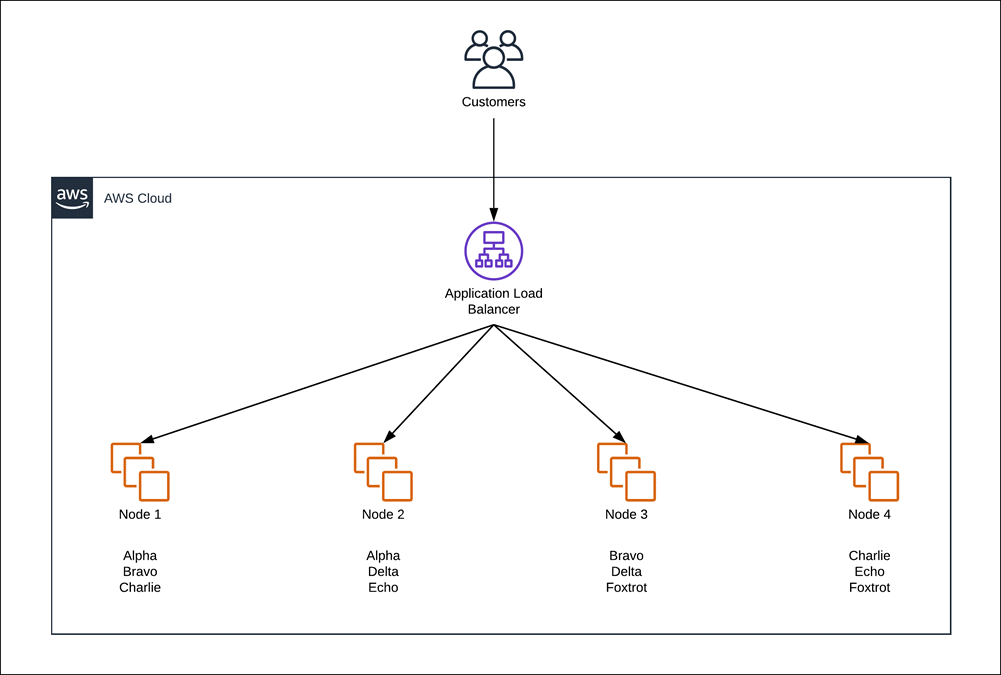 Customers
aws
AWS Cloud
Application Load
Balancer
Node 1
Node 2
Node 3
Node 4
Alpha
Bravo
Charlie
Alpha
Delta
Echo
Bravo
Delta
Foxtrot
Charlie
Echo
Foxtrot